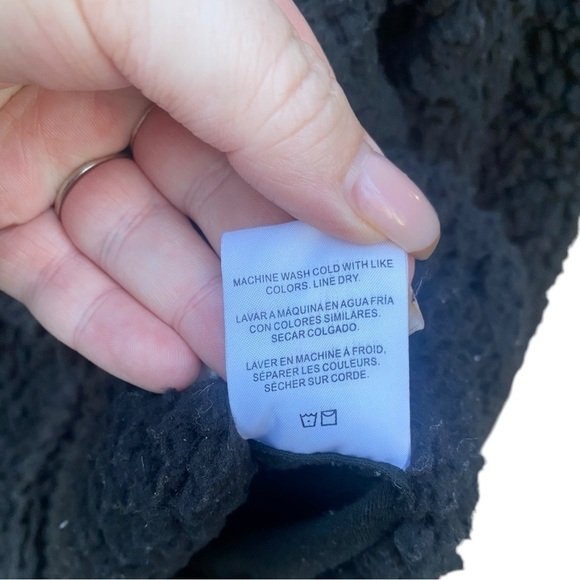 MACHINE WASH COLD WITH LIKE
COLORS. LINE DRY.
LAVAR A MÁQUINA EN AGUA FRÍA
CON COLORES SIMILARES.
SECAR COLGADO.
LAVER EN MACHINE À FROID,
SÉPARER LES COULEURS.
SÉCHER SUR CORDE.